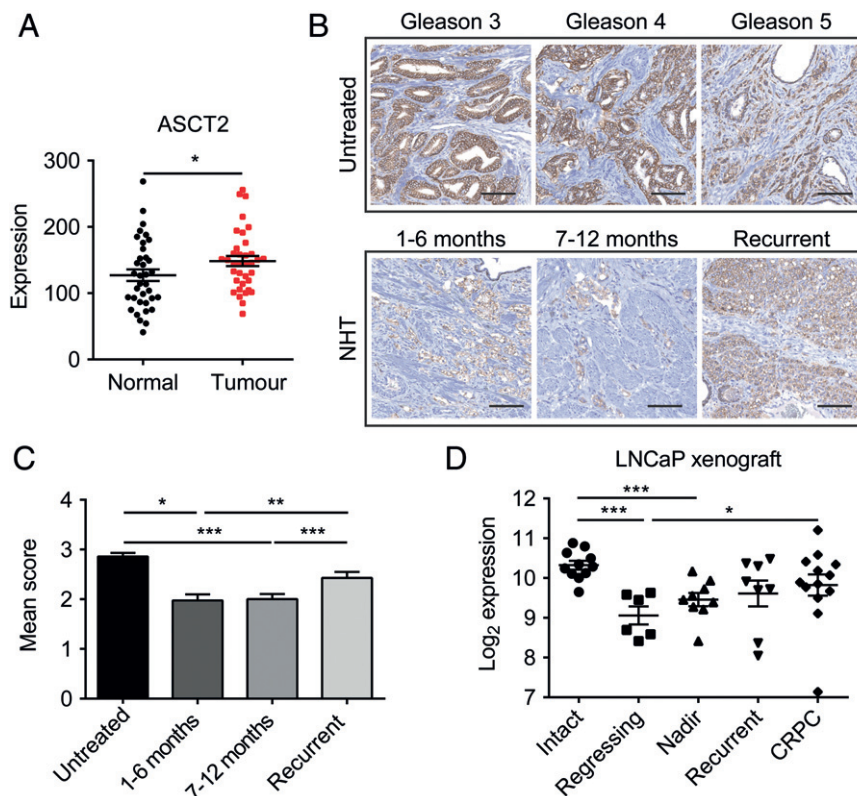 A
ASCT2
*
300
200
100
0
Expression
Normal
Tumour
B
Gleason 3
Gleason 4
Gleason 5
Untreated
1-6 months
7-12 months
Recurrent
NHT
C
*
**
***
***
4
3
2
1
0
Mean score
Untreated
1-6 months
7-12 months
Recurrent
D
LNCaP xenograft
***
***
*
12
11
10
9
8
7
Log₂ expression
Intact
Regressing
Nadir
Recurrent
CRPC